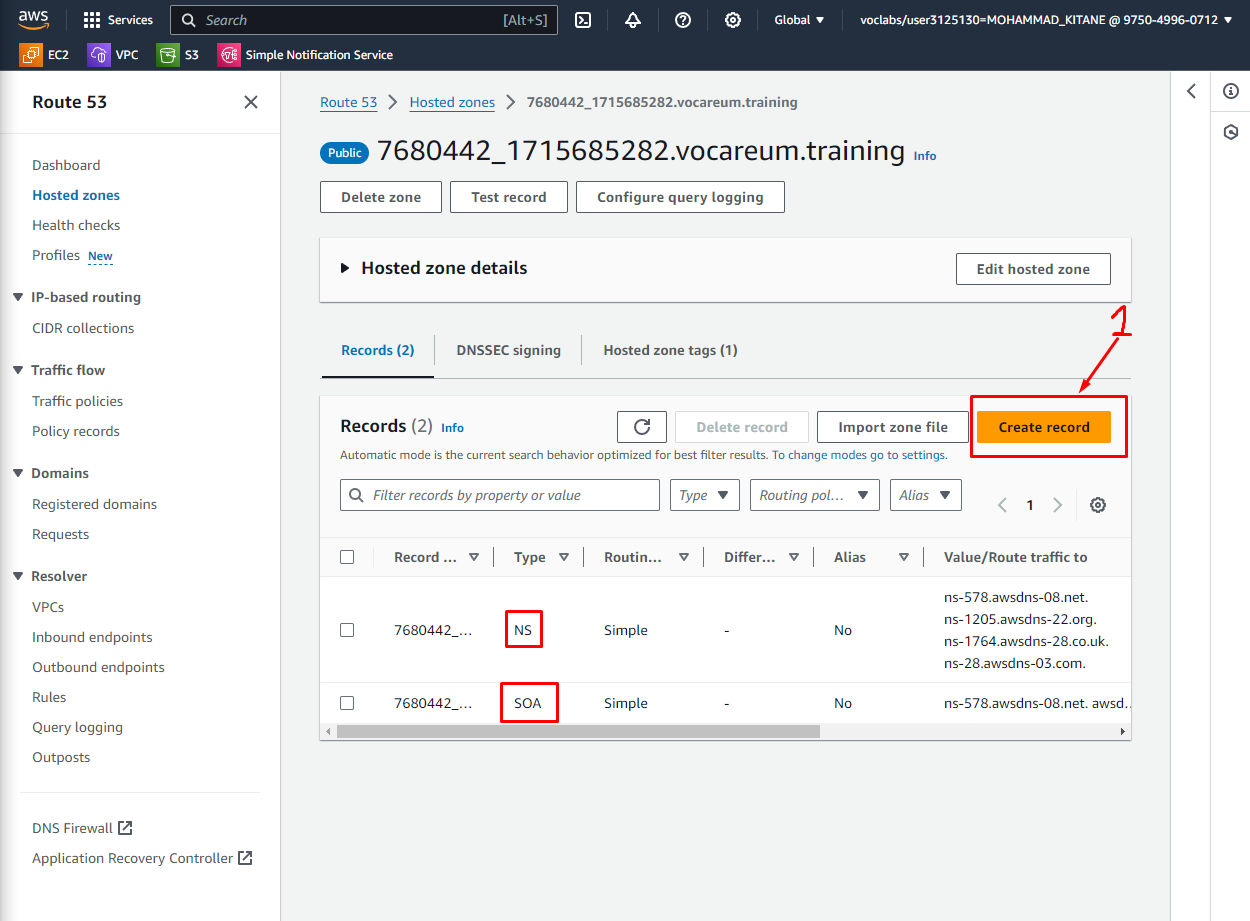 aws
Services
Search [Alt+S]
Global
voclabs/user3125130=MOHAMMAD_KITANE @ 9750-4996-0712
EC2
VPC
S3
Simple Notification Service
Route 53
Dashboard
Hosted zones
Health checks
Profiles New
IP-based routing
CIDR collections
Traffic flow
Traffic policies
Policy records
Domains
Registered domains
Requests
Resolver
VPCs
Inbound endpoints
Outbound endpoints
Rules
Query logging
Outposts
DNS Firewall
Application Recovery Controller
Route 53 > Hosted zones > 7680442_1715685282.vocareum.training
Public 7680442_1715685282.vocareum.training Info
Delete zone Test record Configure query logging
Hosted zone details Edit hosted zone
1
Records (2) DNSSEC signing Hosted zone tags (1)
Records (2) Info Delete record Import zone file Create record
Automatic mode is the current search behavior optimized for best filter results. To change modes go to settings.
Filter records by property or value Type Routing pol... Alias 1
Record ... Type Routin... Differ... Alias Value/Route traffic to
7680442_... NS Simple - No
ns-578.awsdns-08.net.
ns-1205.awsdns-22.org.
ns-1764.awsdns-28.co.uk.
ns-28.awsdns-03.com.
7680442_... SOA Simple - No ns-578.awsdns-08.net. awsd..